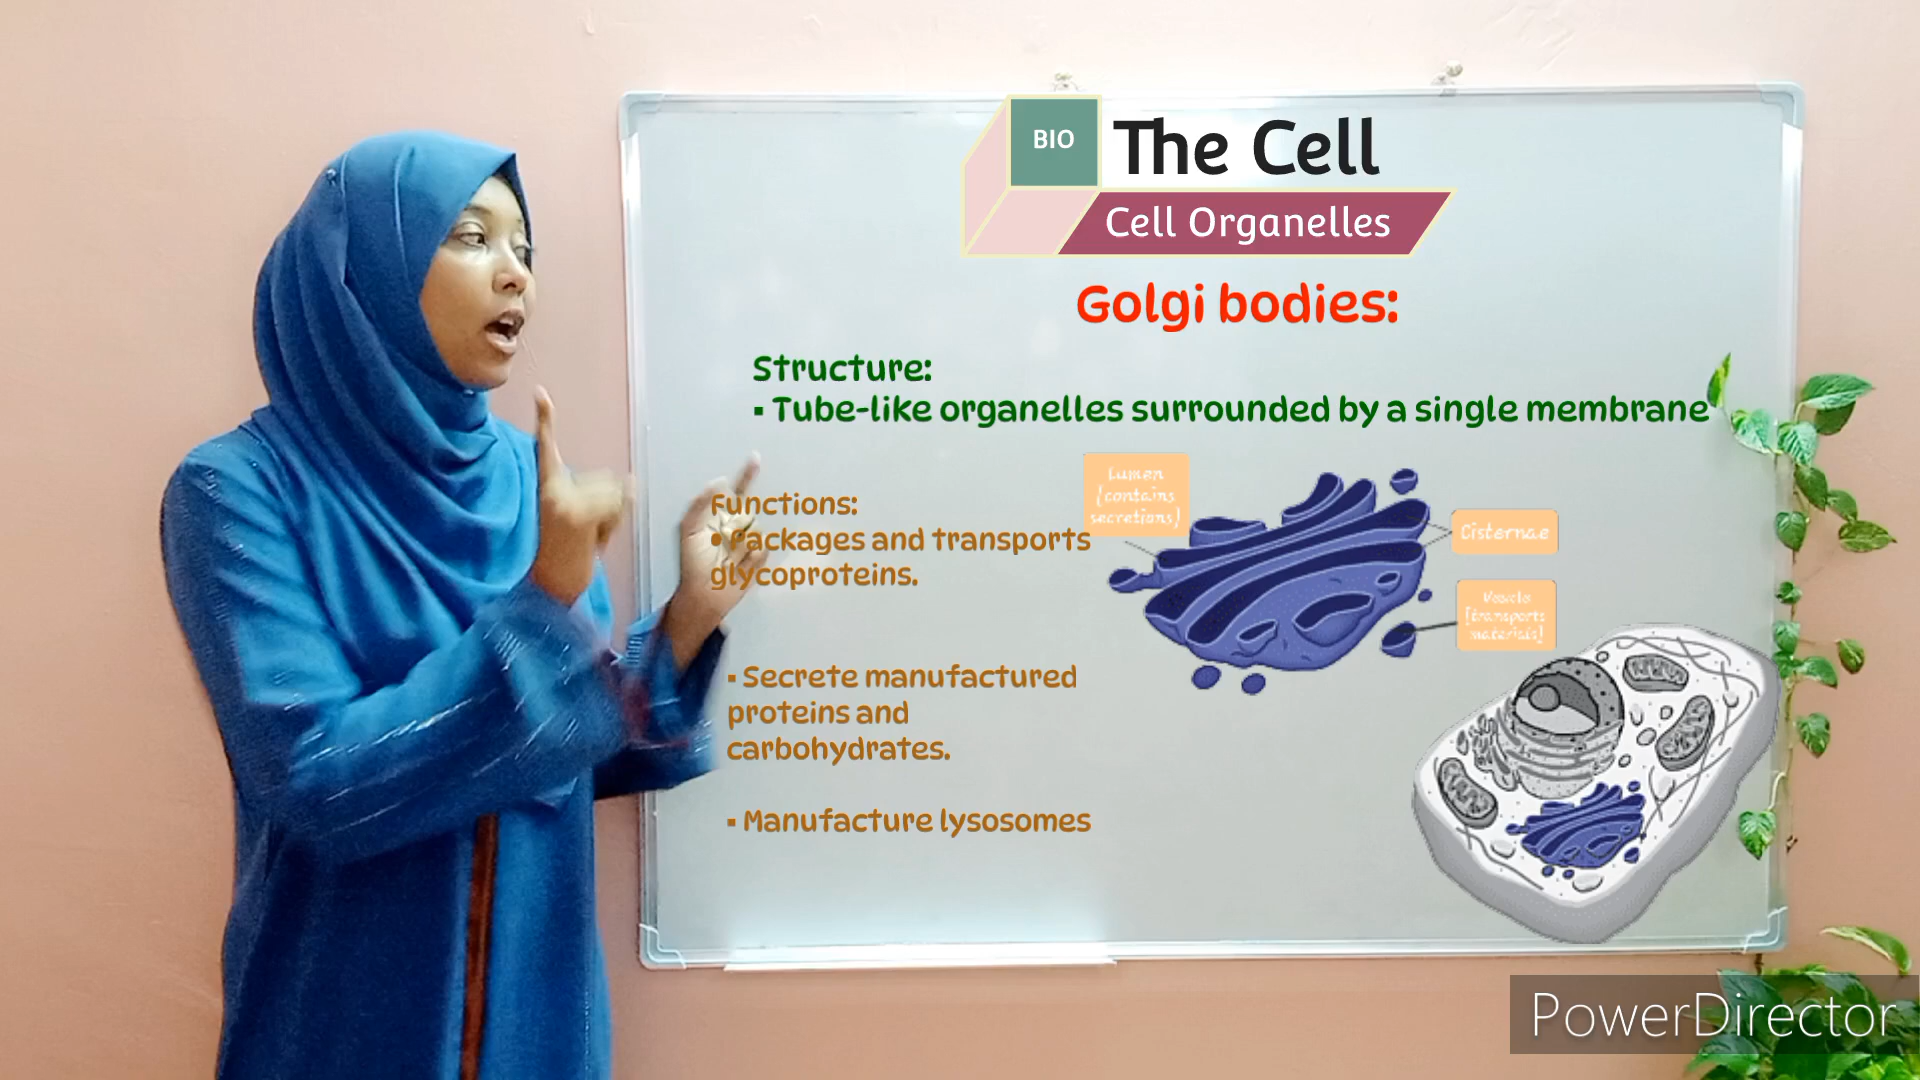 BIO
The Cell
Cell Organelles
Golgi bodies:
Structure:
▪ Tube-like organelles surrounded by a single membrane
Functions:
• Packages and transports
glycoproteins.
▪ Secrete manufactured
proteins and
carbohydrates.
▪ Manufacture lysosomes
Lumen
(contains
secretions)
Cisternae
Vesicle
(transports
materials)
PowerDirector